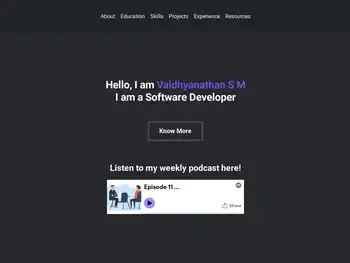 About Education Skills Projects Experience Resources
Hello, I am Vaidhyanathan S M
I am a Software Developer
Know More
Listen to my weekly podcast here!
Episode 11 ...
Share